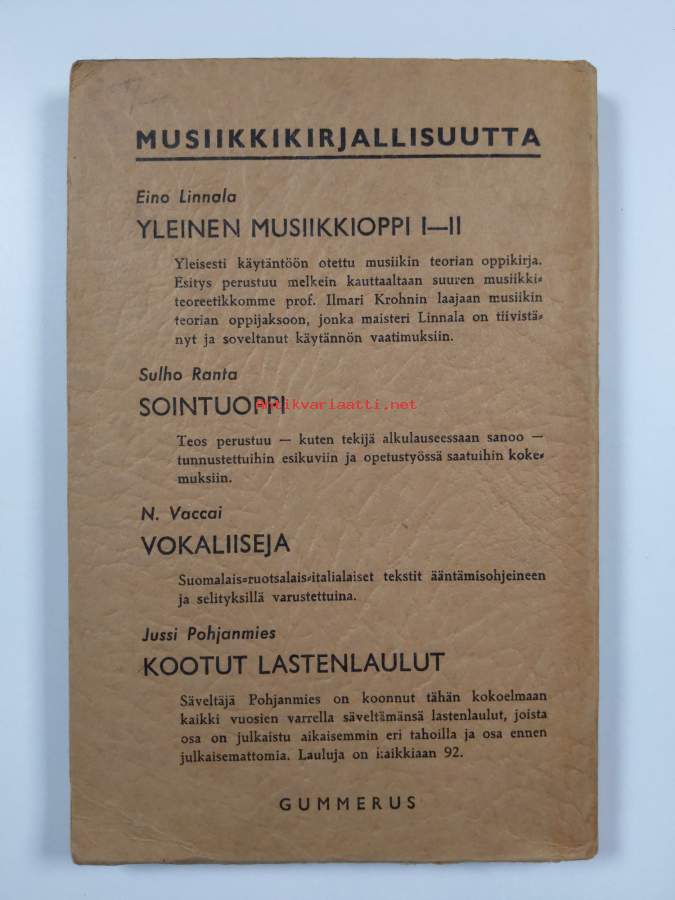 MUSIIKKIKIRJALLISUUTTA
Eino Linnala
YLEINEN MUSIIKKIOPPI I—II
Yleisesti käytäntöön otettu musiikin teorian oppikirja.
Esitys perustuu melkein kauttaaltaan suuren musiikki-
teoreetikkomme prof. Ilmari Krohnin laajaan musiikin
teorian oppijaksoon, jonka maisteri Linnala on tiivistä-
nyt ja soveltanut käytännön vaatimuksiin.
Sulho Ranta
SOINTUOPPI
antikvariaatti.net
Teos perustuu — kuten tekijä alkulauseessaan sanoo —
tunnustettuihin esikuviin ja opetustyössä saatuihin koke-
muksiin.
N. Vaccai
VOKALIISEJA
Suomalais-ruotsalais-italialaiset tekstit ääntämisohjeineen
ja selityksillä varustettuina.
Jussi Pohjanmies
KOOTUT LASTENLAULUT
Säveltäjä Pohjanmies on koonnut tähän kokoelmaan
kaikki vuosien varrella säveltämänsä lastenlaulut, joista
osa on julkaistu aikaisemmin eri tahoilla ja osa ennen
julkaisemattomia. Lauluja on kaikkiaan 92.
GUMMERUS